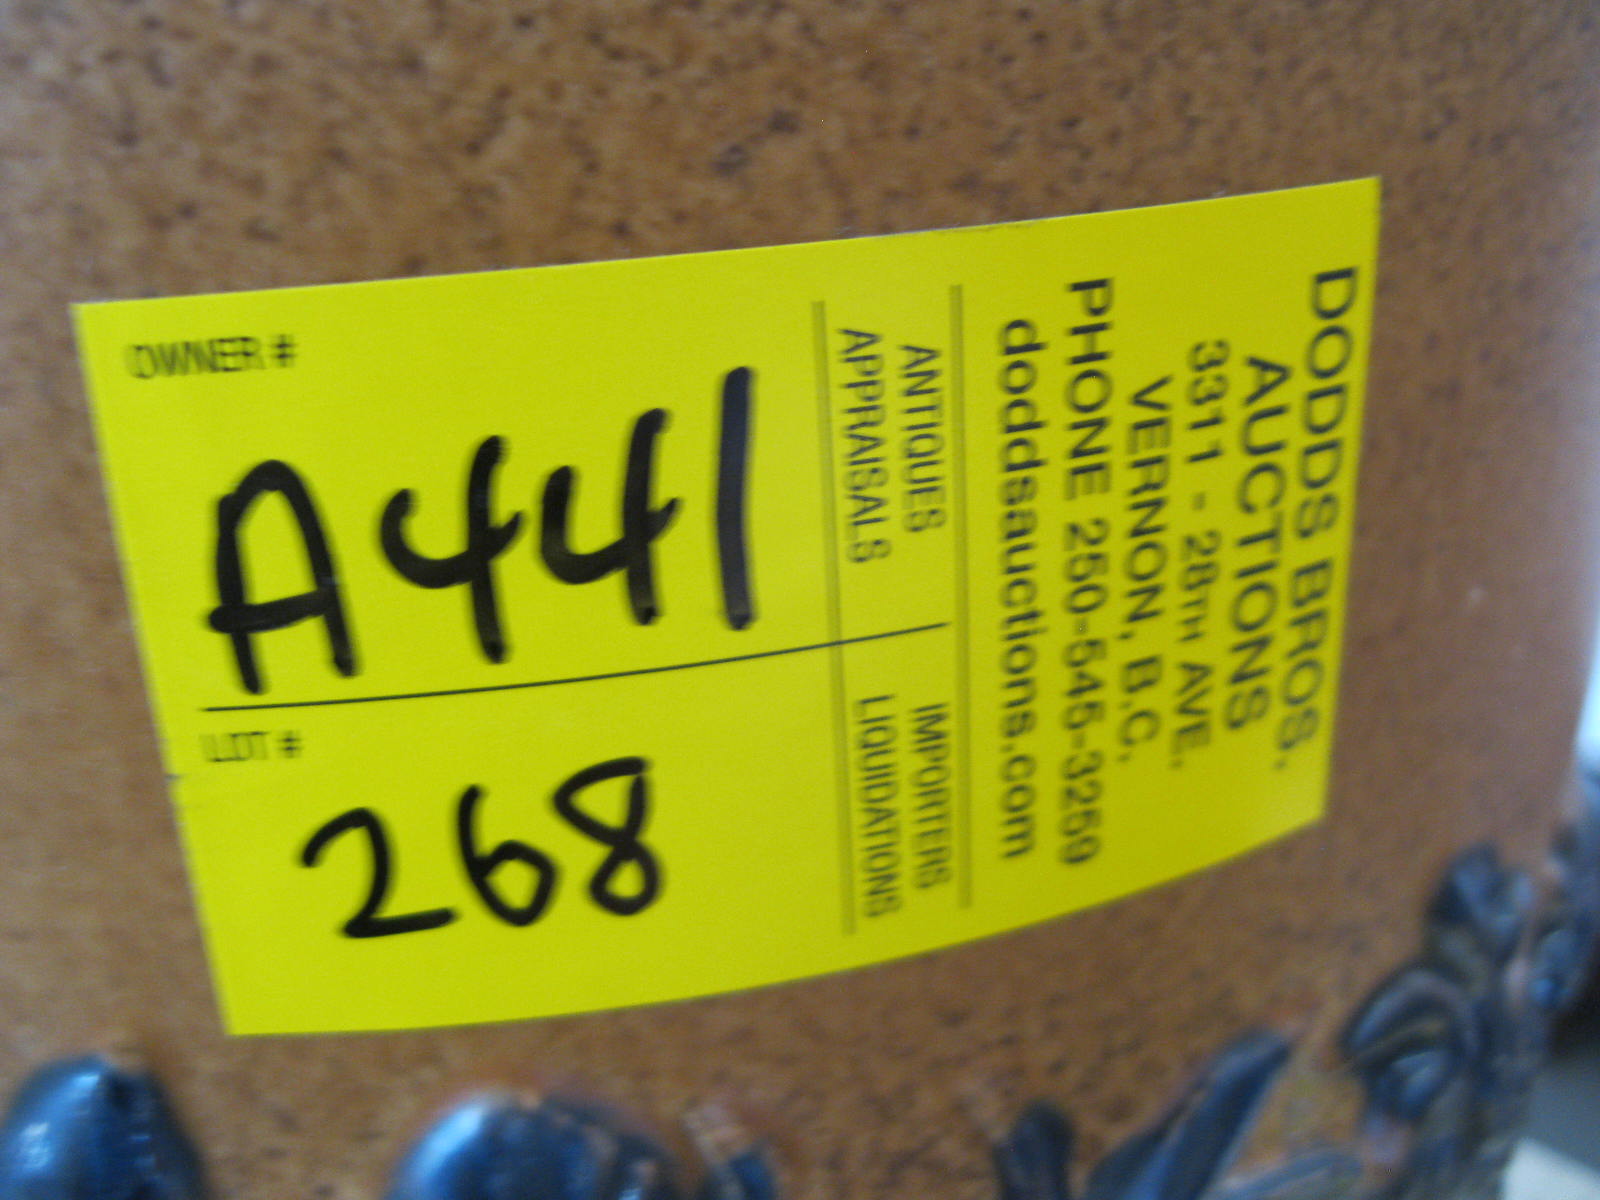 DODDS BROS.
AUCTIONS
3311 - 28TH AVE.
VERNON, B.C.
PHONE 250-545-3259
doddsauctions.com
ANTIQUES IMPORTERS
APPRAISALS LIQUIDATIONS
OWNER #
A441
LOT #
268